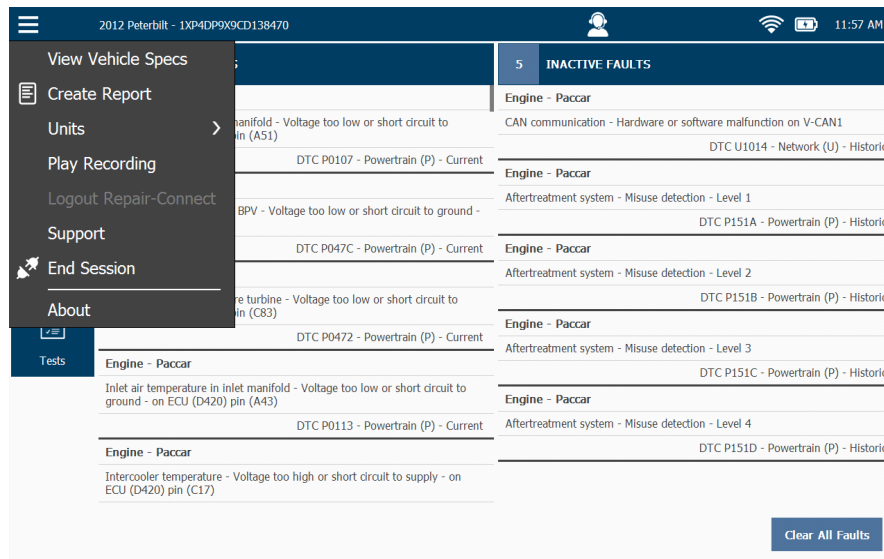 2012 Peterbilt - 1XP4DP9X9CD138470
11:57 AM
View Vehicle Specs
Create Report
Units
Play Recording
Logout Repair-Connect
Support
End Session
About
Tests
manifold - Voltage too low or short circuit to
in (A51)
DTC P0107 - Powertrain (P) - Current
BPV - Voltage too low or short circuit to ground -
DTC P047C - Powertrain (P) - Current
re turbine - Voltage too low or short circuit to
in (C83)
DTC P0472 - Powertrain (P) - Current
Engine - Paccar
Inlet air temperature in inlet manifold - Voltage too low or short circuit to
ground - on ECU (D420) pin (A43)
DTC P0113 - Powertrain (P) - Current
Engine - Paccar
Intercooler temperature - Voltage too high or short circuit to supply - on
ECU (D420) pin (C17)
5 INACTIVE FAULTS
Engine - Paccar
CAN communication - Hardware or software malfunction on V-CAN1
DTC U1014 - Network (U) - Historic
Engine - Paccar
Aftertreatment system - Misuse detection - Level 1
DTC P151A - Powertrain (P) - Historic
Engine - Paccar
Aftertreatment system - Misuse detection - Level 2
DTC P151B - Powertrain (P) - Historic
Engine - Paccar
Aftertreatment system - Misuse detection - Level 3
DTC P151C - Powertrain (P) - Historic
Engine - Paccar
Aftertreatment system - Misuse detection - Level 4
DTC P151D - Powertrain (P) - Historic
Clear All Faults